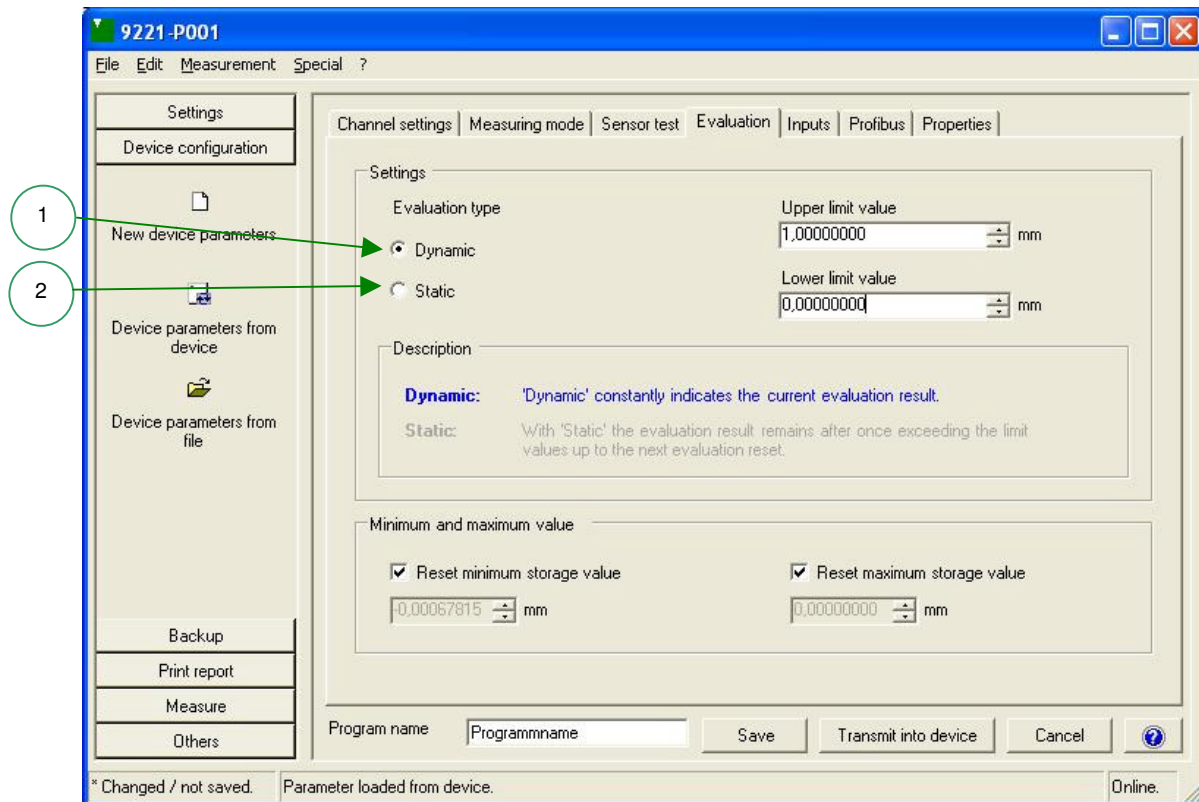 9221-P001
File Edit Measurement Special ?
Settings
Device configuration
New device parameters
Device parameters from
device
Device parameters from
file
Backup
Print report
Measure
Others
1
2
Channel settings Measuring mode Sensor test Evaluation Inputs Profibus Properties
Settings
Evaluation type
Dynamic
Static
Upper limit value
1,00000000 mm
Lower limit value
0,00000000 mm
Description
Dynamic: 'Dynamic' constantly indicates the current evaluation result.
Static: With 'Static' the evaluation result remains after once exceeding the limit
values up to the next evaluation reset.
Minimum and maximum value
Reset minimum storage value
-0,00067815 mm
Reset maximum storage value
0,00000000 mm
Program name Programmname Save Transmit into device Cancel ?
* Changed / not saved. Parameter loaded from device. Online.